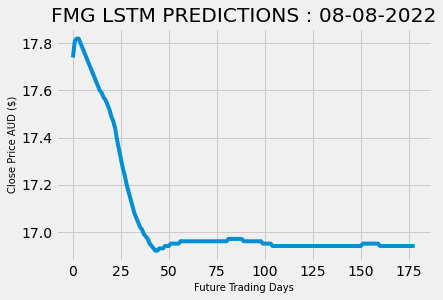 FMG LSTM PREDICTIONS : 08-08-2022
Close Price AUD ($)
17.8
17.6
17.4
17.2
17.0
0 25 50 75 100 125 150 175
Future Trading Days